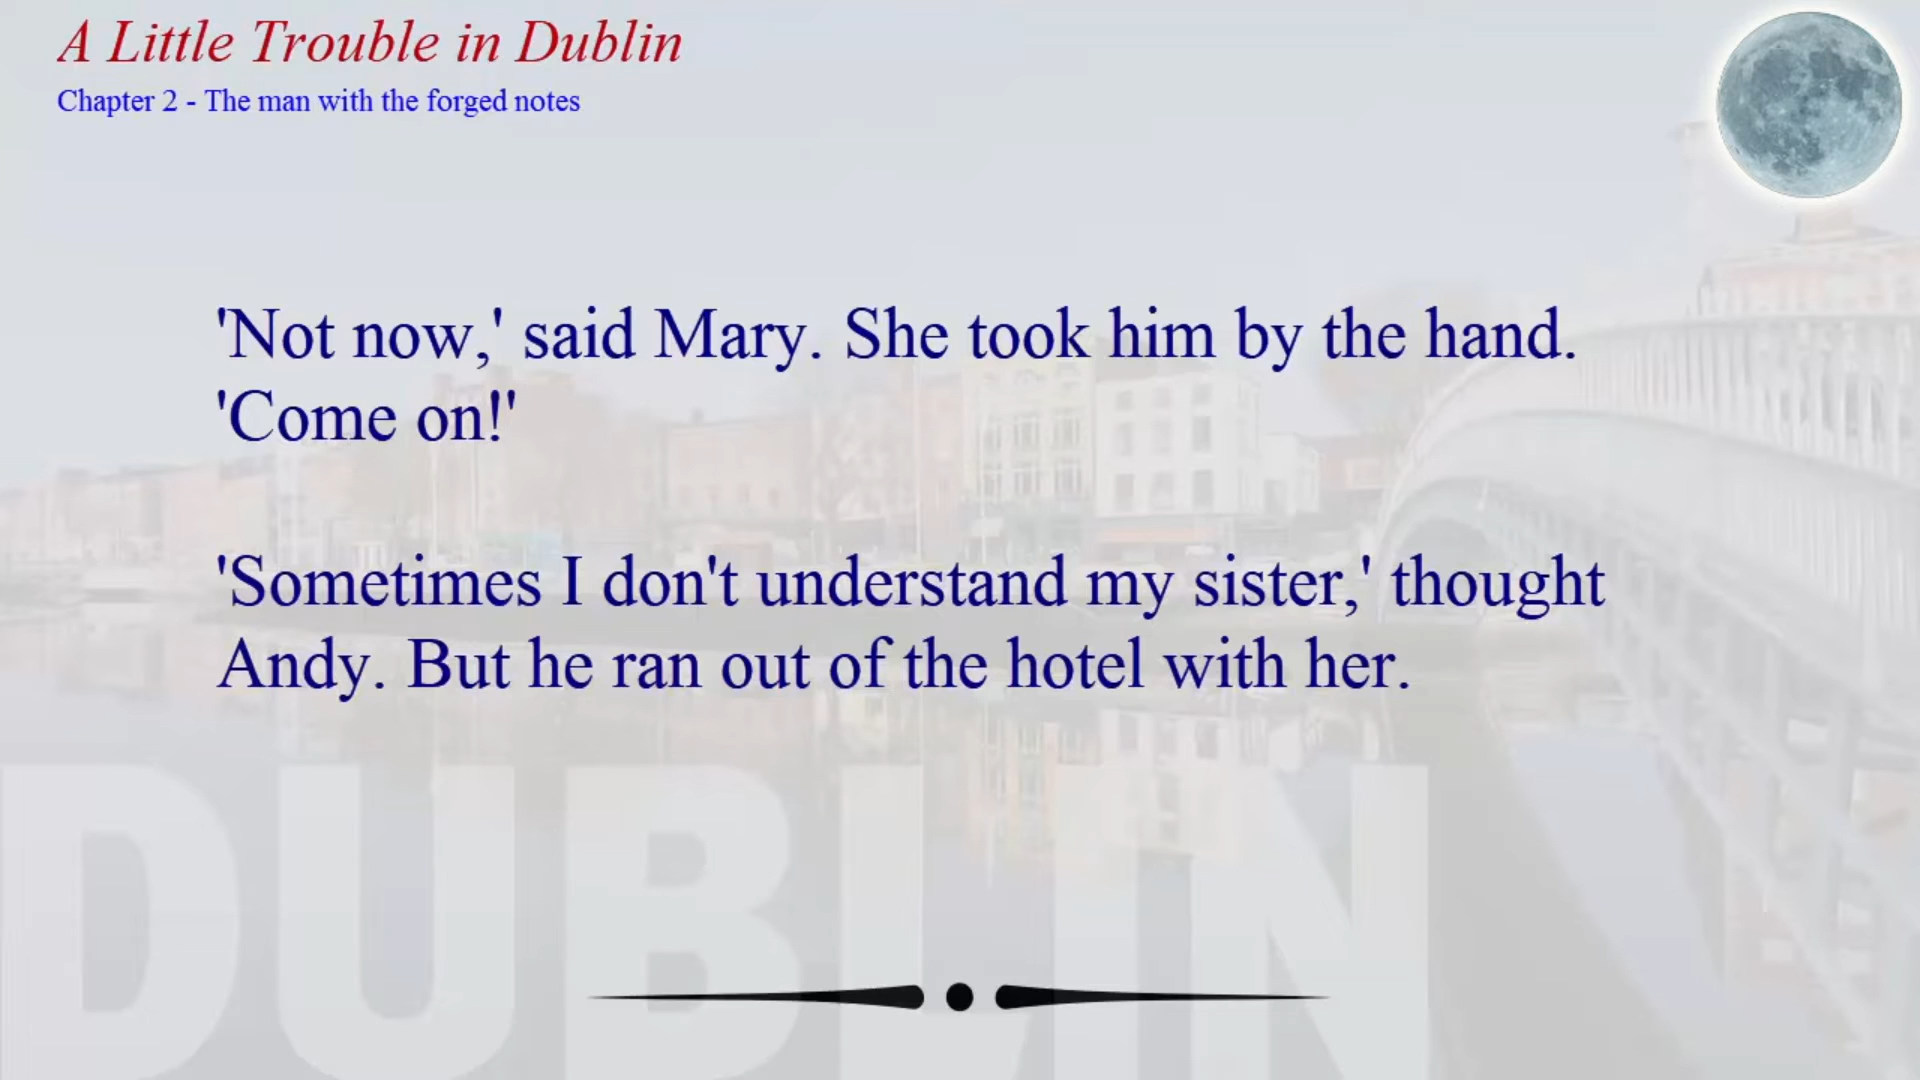 A Little Trouble in Dublin
Chapter 2 - The man with the forged notes
'Not now,' said Mary. She took him by the hand.
'Come on!'
'Sometimes I don't understand my sister,' thought
Andy. But he ran out of the hotel with her.
DUBLIN